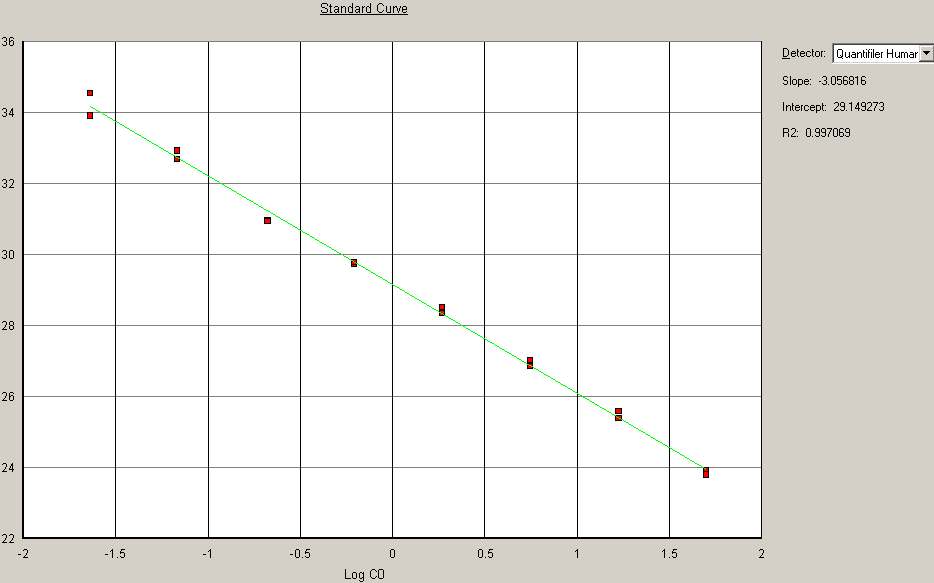 Standard Curve
36
34
32
30
28
26
24
22
-2 -1.5 -1 -0.5 0 0.5 1 1.5 2
Log C0
Detector: Quantifiler Humar
Slope: -3.056816
Intercept: 29.149273
R2: 0.997069